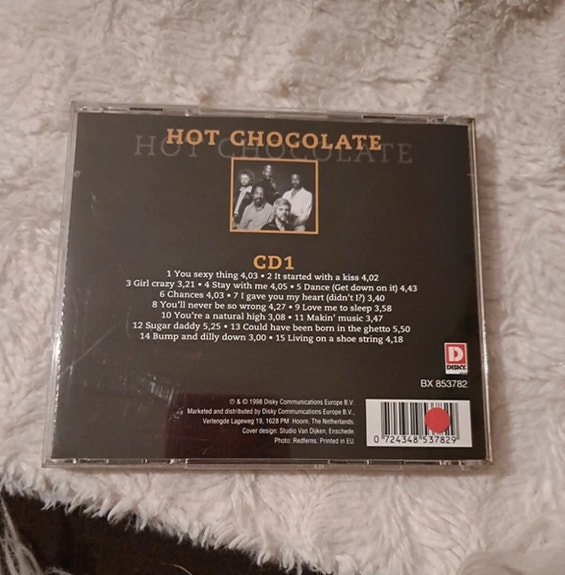 HOT CHOCOLATE
HOT CHOCOLATE
CD1
1 You sexy thing 4,03 • 2 It started with a kiss 4,02
3 Girl crazy 3,21 • 4 Stay with me 4,05 • 5 Dance (Get down on it) 4,43
6 Chances 4,03 • 7 I gave you my heart (didn't I?) 3,40
8 You'll never be so wrong 4,27 • 9 Love me to sleep 3,58
10 You're a natural high 3,08 • 11 Makin' music 3,47
12 Sugar daddy 5,25 • 13 Could have been born in the ghetto 5,50
14 Bump and dilly down 3,00 • 15 Living on a shoe string 4,18
D
DISKY
BX 853782
℗ & © 1998 Disky Communications Europe B.V.
Marketed and distributed by Disky Communications Europe B.V.,
Verlengde Lageweg 19, 1628 PM Hoorn, The Netherlands.
Cover design: Studio Van Dijken, Enschede.
Photo: Redferns. Printed in EU.
0 724348 537829